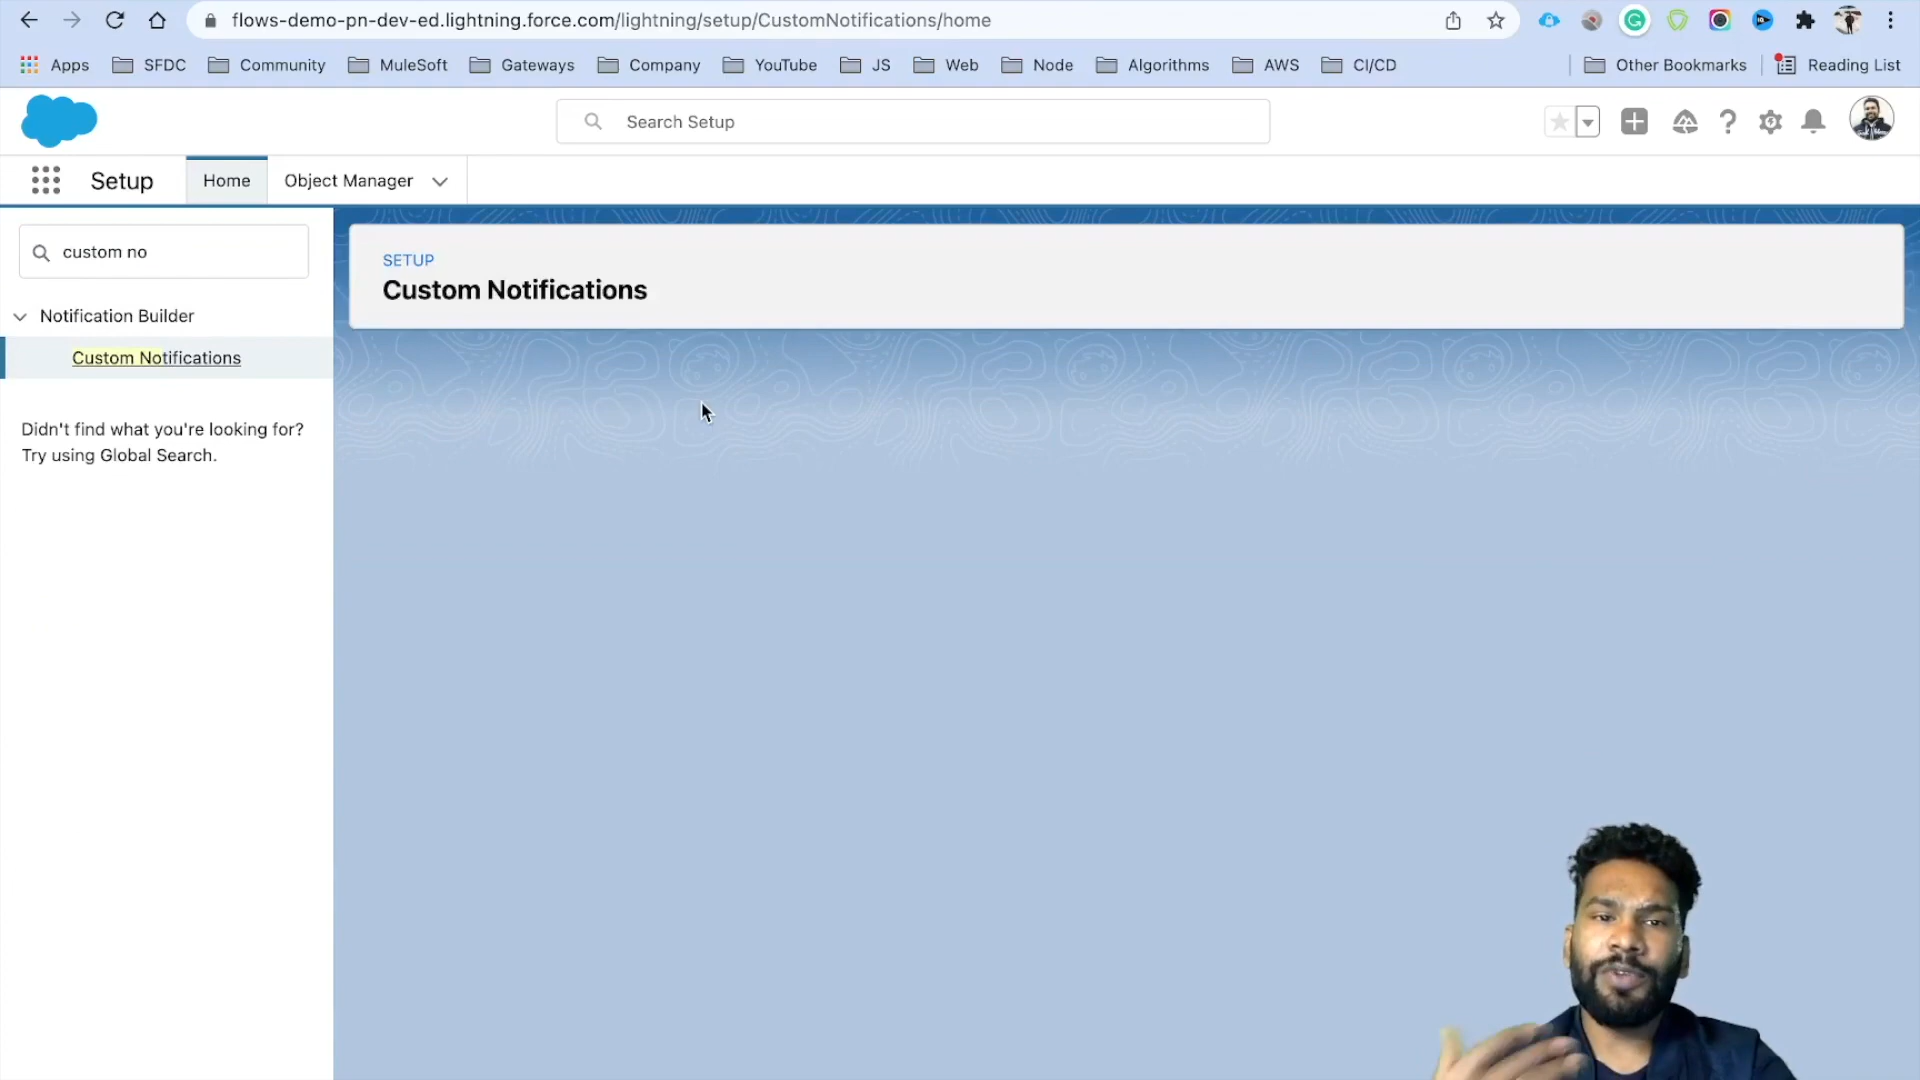 flows-demo-pn-dev-ed.lightning.force.com/lightning/setup/CustomNotifications/home
Apps SFDC Community MuleSoft Gateways Company YouTube JS Web Node Algorithms AWS CI/CD Other Bookmarks Reading List
Search Setup
Setup Home Object Manager
custom no
Notification Builder
Custom Notifications
Didn't find what you're looking for?
Try using Global Search.
SETUP
Custom Notifications